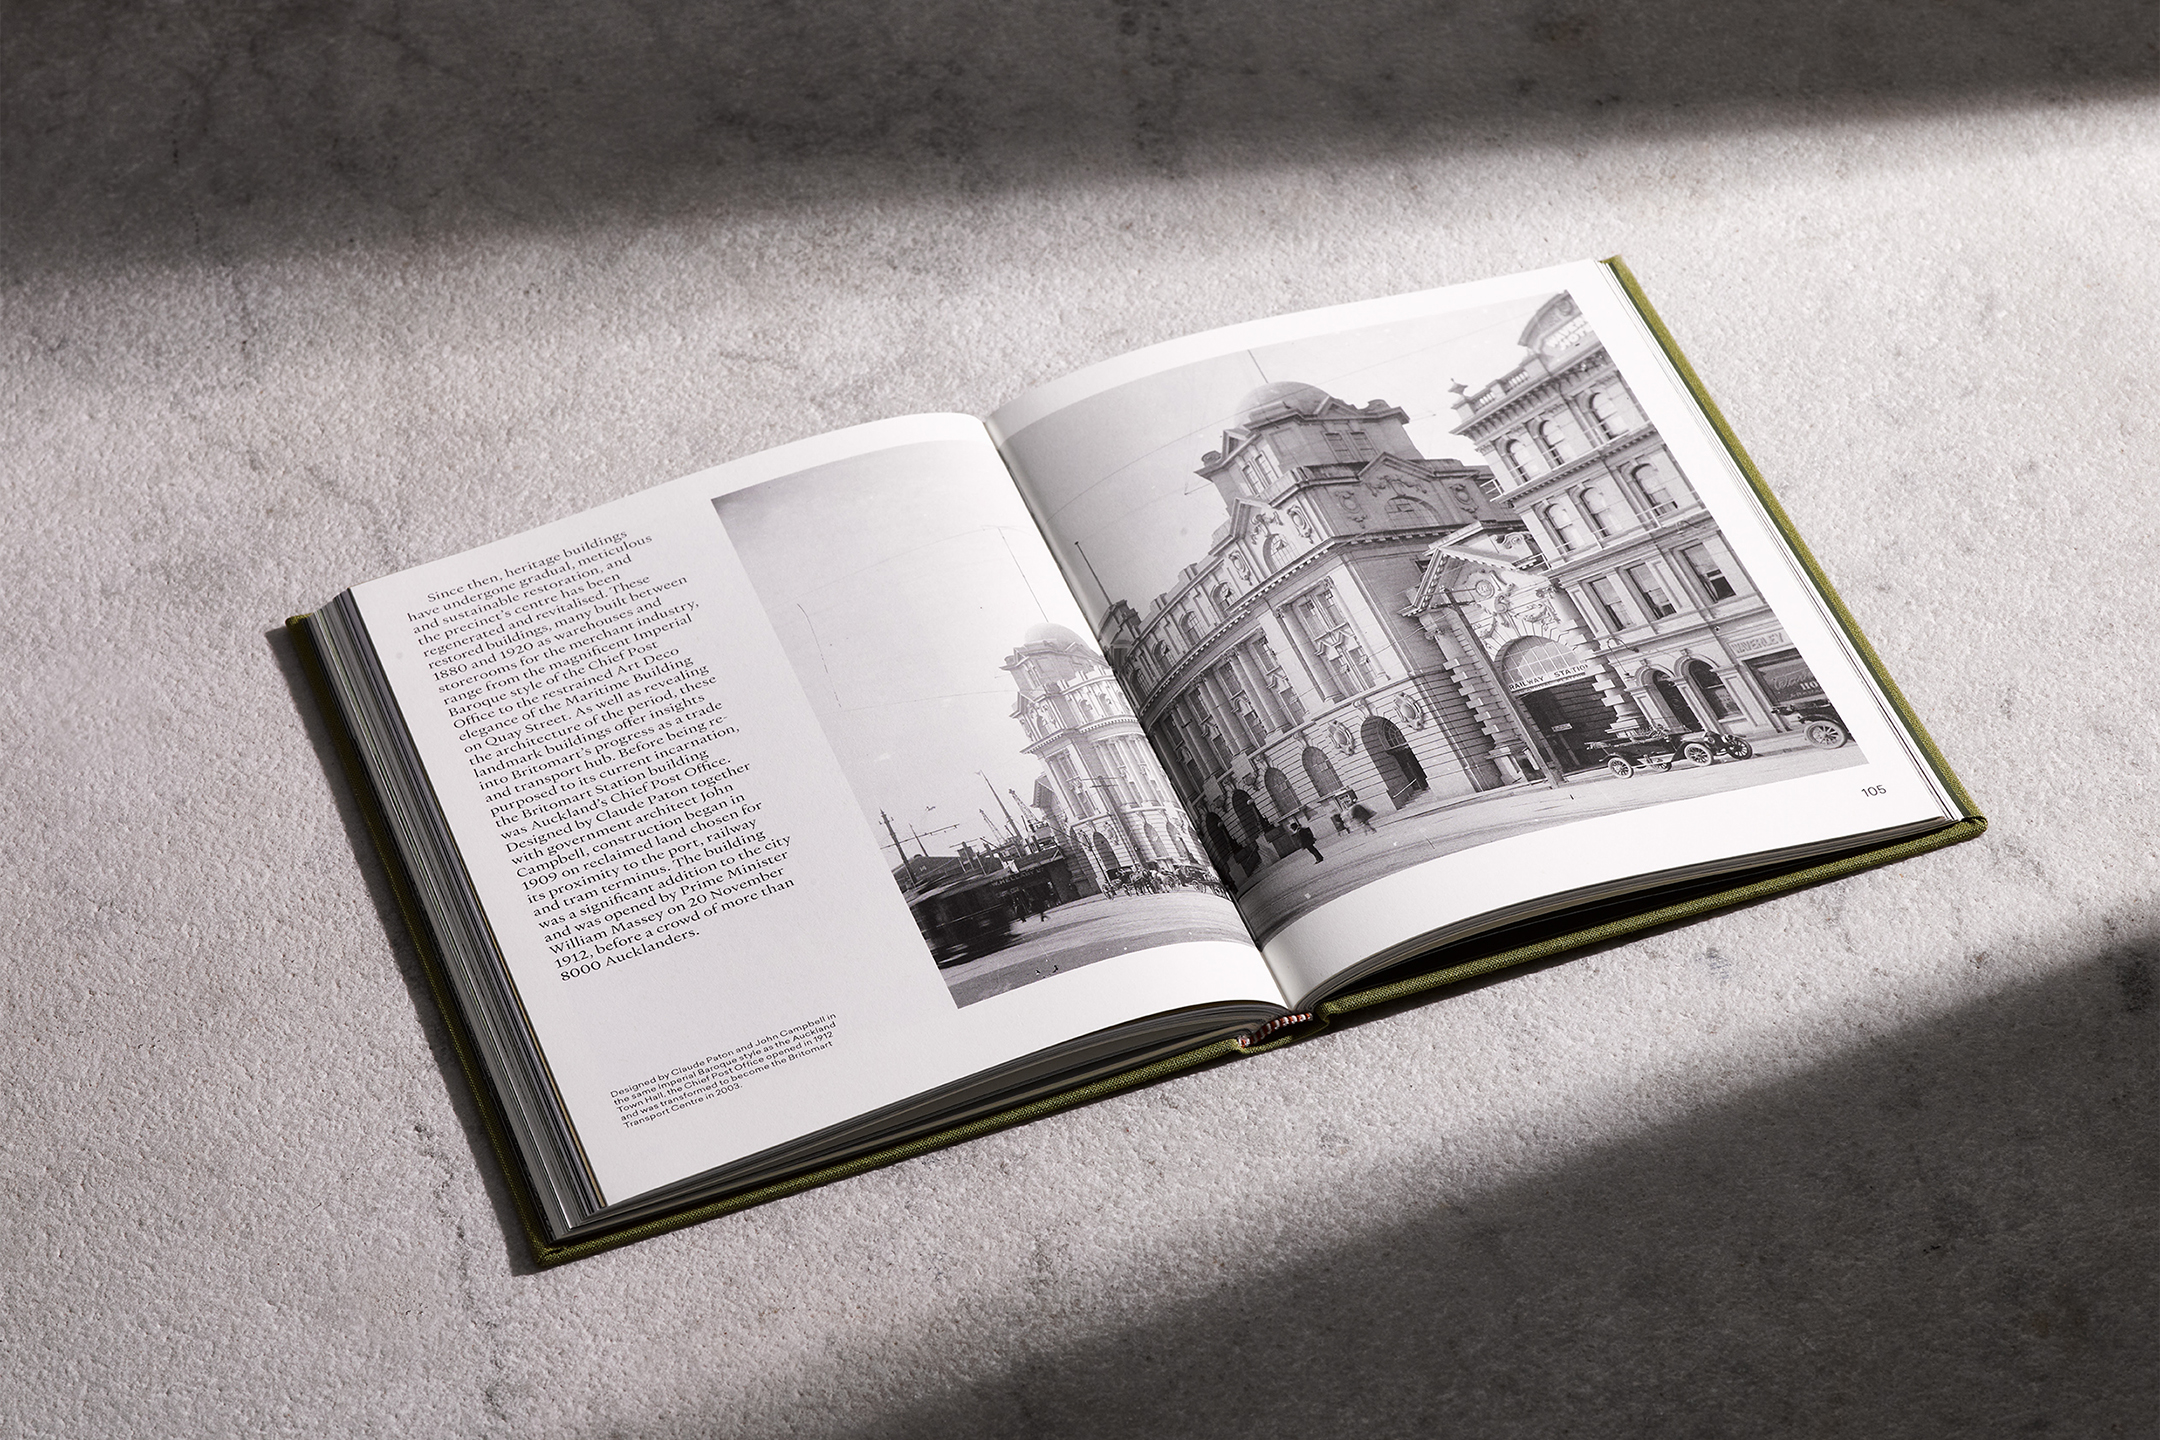 Since then, heritage buildings
have undergone gradual, meticulous
and sustainable restoration, and
the precinct's centre has been
regenerated and revitalised. These
restored buildings, many built between
1880 and 1920 as warehouses and
storerooms for the merchant industry,
range from the magnificent Imperial
Baroque style of the Chief Post
Office to the restrained Art Deco
elegance of the Maritime Building
on Quay Street. As well as revealing
the architecture of the period, these
landmark buildings offer insights
into Britomart's progress as a trade
and transport hub. Before being re-
purposed to its current incarnation,
the Britomart Station building
was Auckland's Chief Post Office.
Designed by Claude Paton together
with government architect John
Campbell, construction began in
1909 on reclaimed land chosen for
its proximity to the port, railway
and tram terminus. The building
was a significant addition to the city
and was opened by Prime Minister
William Massey on 20 November
1912, before a crowd of more than
8000 Aucklanders.
Designed by Claude Paton and John Campbell in
the same Imperial Baroque style as the Auckland
Town Hall, the Chief Post Office opened in 1912
and was transformed to become the Britomart
Transport Centre in 2003.
RAILWAY STATION
WAVERLEY
105